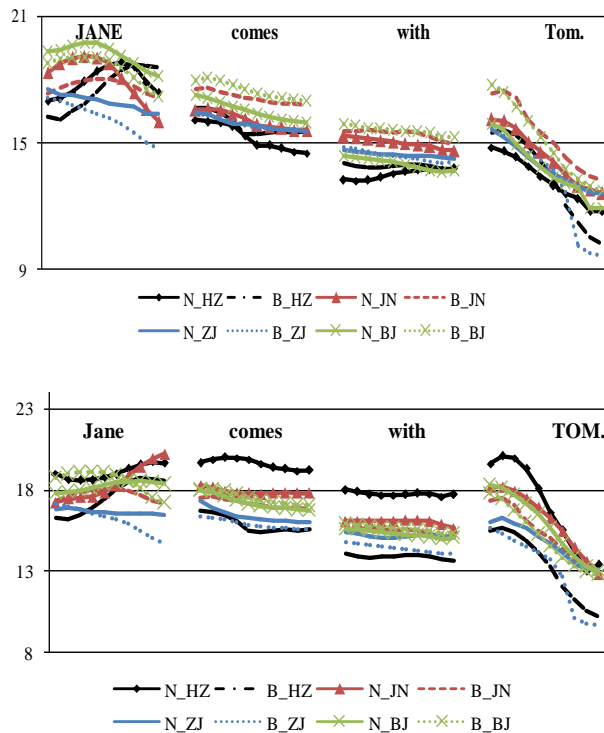 21
JANE comes with Tom.
15
9
N_HZ B_HZ N_JN B_JN
N_ZJ B_ZJ N_BJ B_BJ
23
Jane comes with TOM.
18
13
8
N_HZ B_HZ N_JN B_JN
N_ZJ B_ZJ N_BJ B_BJ